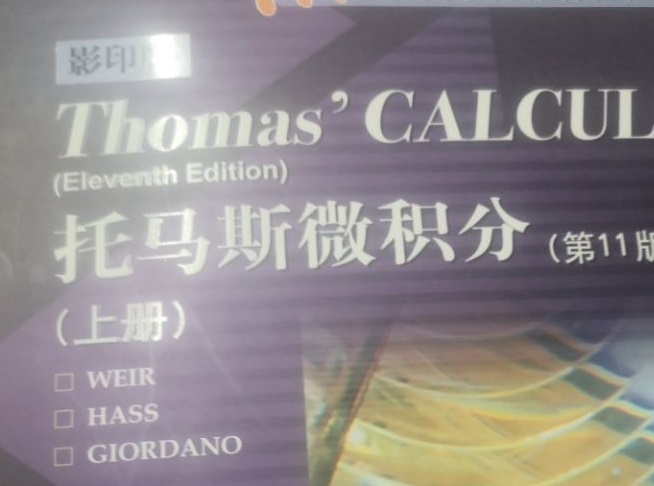 影印版
Thomas' CALCUL
(Eleventh Edition)
托马斯微积分 (第11版
(上册)
□ WEIR
□ HASS
□ GIORDANO